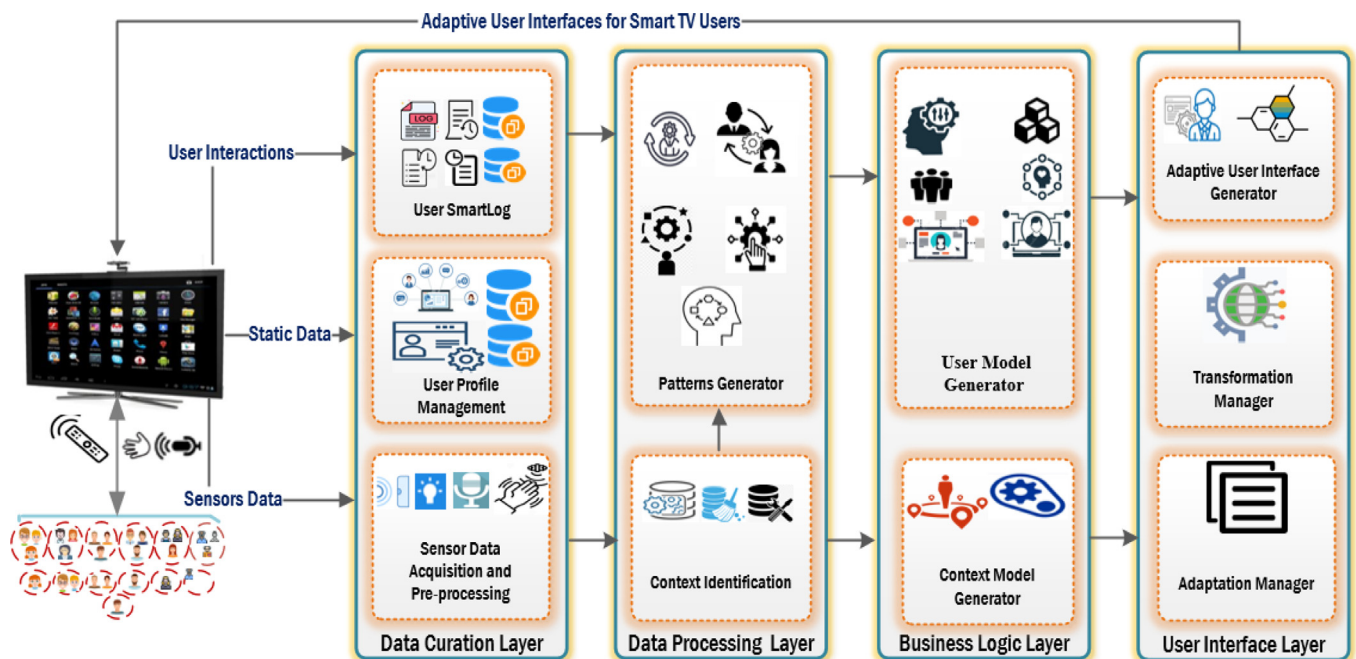 Adaptive User Interfaces for Smart TV Users
User Interactions
Static Data
Sensors Data
LOG
User SmartLog
User Profile
Management
Sensor Data
Acquisition and
Pre-processing
Data Curation Layer
Patterns Generator
Context Identification
Data Processing Layer
User Model
Generator
Context Model
Generator
Business Logic Layer
Adaptive User Interface
Generator
Transformation
Manager
Adaptation Manager
User Interface Layer